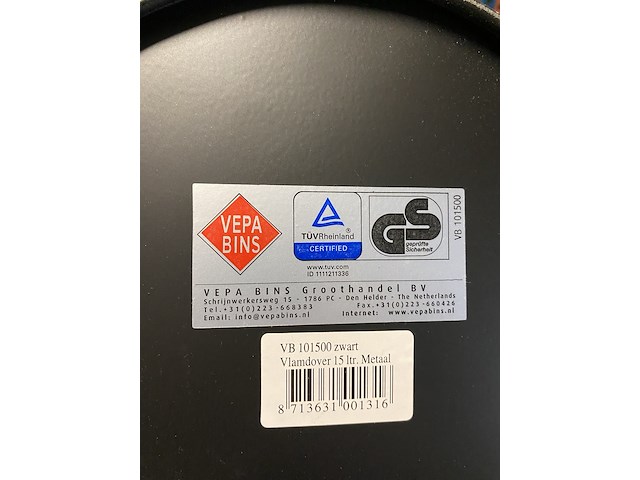 VEPA
BINS
TÜVRheinland
®
CERTIFIED
www.tuv.com
ID 1111211336
GS
geprüfte
Sicherheit
VB 101500
VEPA BINS Groothandel BV
Schrijnwerkersweg 15 - 1786 PC - Den Helder - The Netherlands
Tel.+31(0)223-668383 Fax.+31(0)223-660426
Email: info@vepabins.nl Internet: www.vepabins.nl
VB 101500 zwart
Vlamdover 15 ltr. Metaal
8 713631 001316